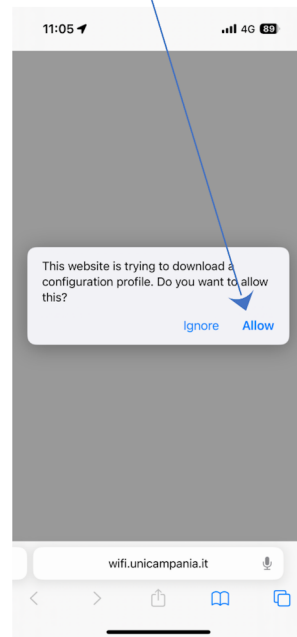 11:05
4G 89
This website is trying to download a
configuration profile. Do you want to allow
this?
Ignore Allow
wifi.unicampania.it